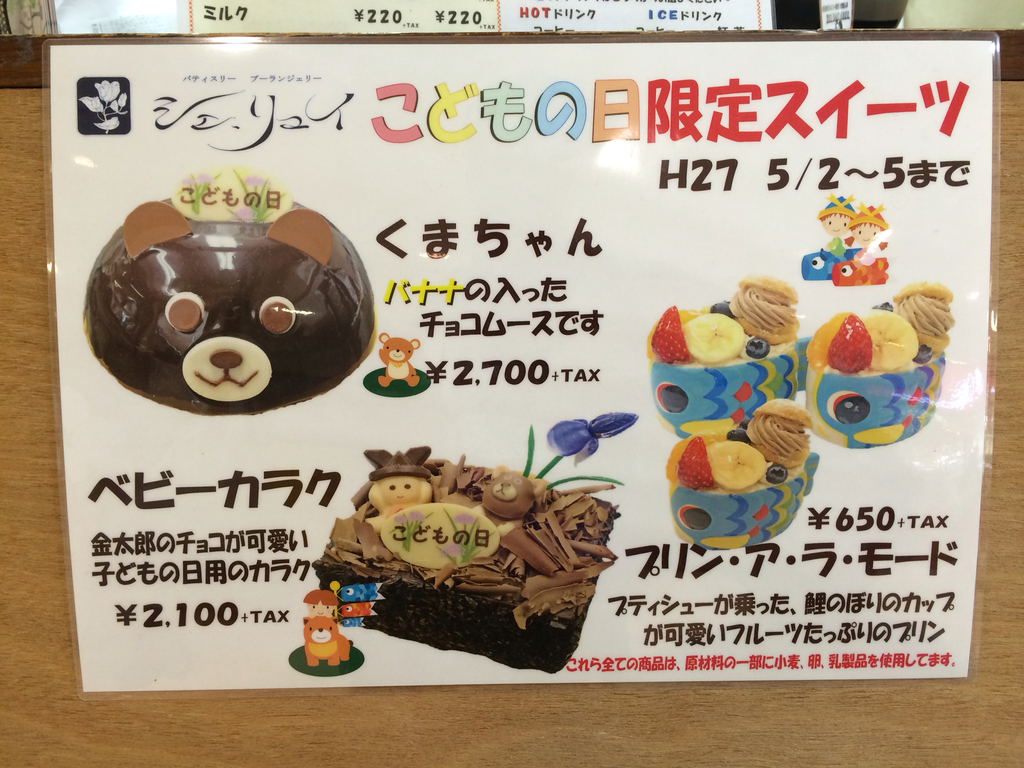 ミルク ¥220+TAX ¥220+TAX
HOTドリンク ICEドリンク
パティスリー ブーランジェリー
シェ・リュイ
こどもの日限定スイーツ
H27 5/2〜5まで
こどもの日
くまちゃん
バナナの入った
チョコムースです
¥2,700+TAX
ベビーカラク
金太郎のチョコが可愛い
子どもの日用のカラク
¥2,100+TAX
こどもの日
¥650+TAX
プリン・ア・ラ・モード
プティシューが乗った、鯉のぼりのカップ
が可愛いフルーツたっぷりのプリン
これら全ての商品は、原材料の一部に小麦、卵、乳製品を使用してます。